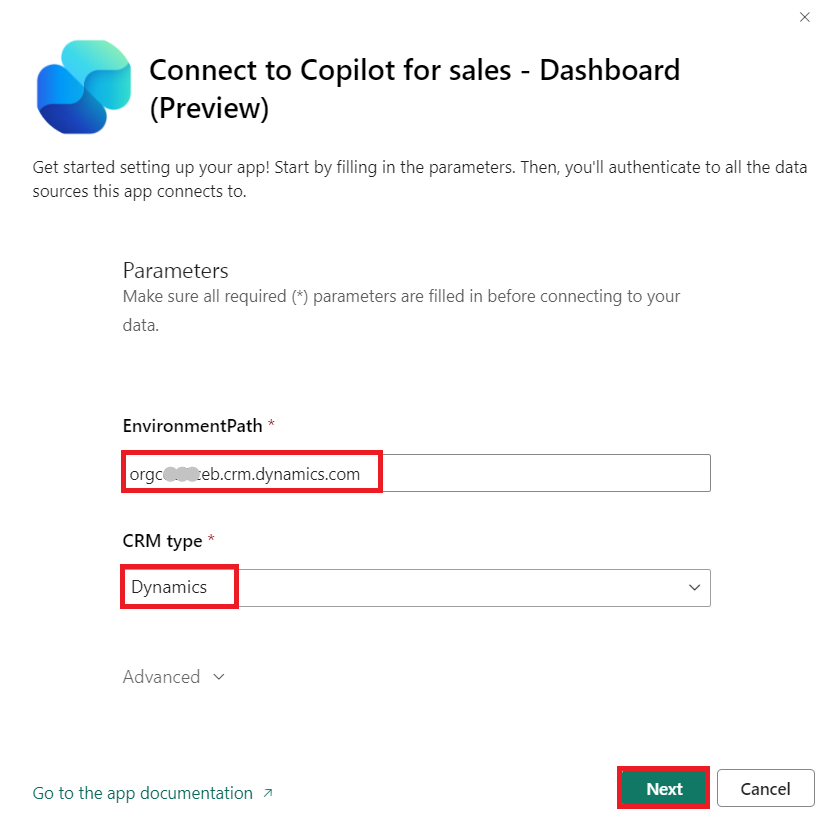 Connect to Copilot for sales - Dashboard
(Preview)
Get started setting up your app! Start by filling in the parameters. Then, you'll authenticate to all the data
sources this app connects to.
Parameters
Make sure all required (*) parameters are filled in before connecting to your
data.
EnvironmentPath *
eb.crm.dynamics.com
CRM type *
Dynamics
Advanced
Go to the app documentation
Next
Cancel